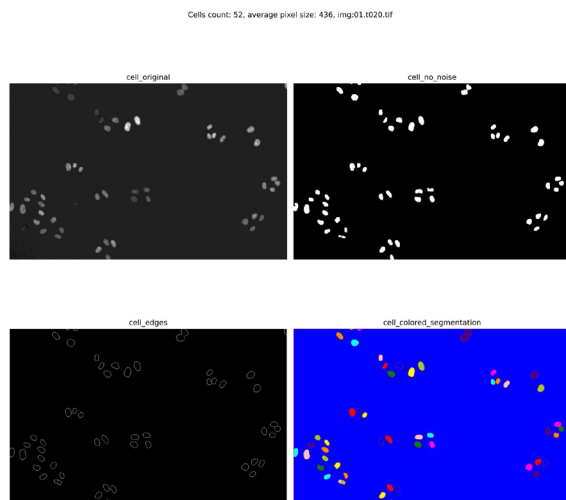 Cells count: 52, average pixel size: 436, img:01.t020.tif
cell_original
cell_no_noise
cell_edges
cell_colored_segmentation